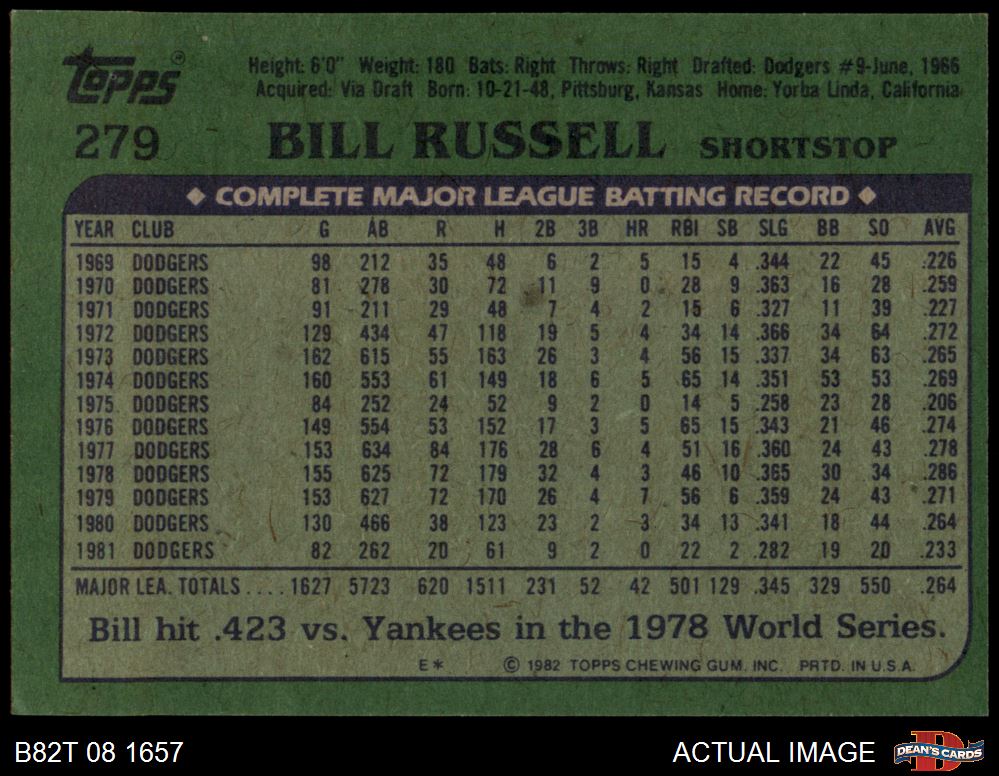 Topps®
Height: 6'0" Weight: 180 Bats: Right Throws: Right Drafted: Dodgers #9-June, 1966
Acquired: Via Draft Born: 10-21-48, Pittsburg, Kansas Home: Yorba Linda, California
279 BILL RUSSELL SHORTSTOP
◆ COMPLETE MAJOR LEAGUE BATTING RECORD ◆
YEAR CLUB G AB R H 2B 3B HR RBI SB SLG BB SO AVG
1969 DODGERS 98 212 35 48 6 2 5 15 4 .344 22 45 .226
1970 DODGERS 81 278 30 72 11 9 0 28 9 .363 16 28 .259
1971 DODGERS 91 211 29 48 7 4 2 15 6 .327 11 39 .227
1972 DODGERS 129 434 47 118 19 5 4 34 14 .366 34 64 .272
1973 DODGERS 162 615 55 163 26 3 4 56 15 .337 34 63 .265
1974 DODGERS 160 553 61 149 18 6 5 65 14 .351 53 53 .269
1975 DODGERS 84 252 24 52 9 2 0 14 5 .258 23 28 .206
1976 DODGERS 149 554 53 152 17 3 5 65 15 .343 21 46 .274
1977 DODGERS 153 634 84 176 28 6 4 51 16 .360 24 43 .278
1978 DODGERS 155 625 72 179 32 4 3 46 10 .365 30 34 .286
1979 DODGERS 153 627 72 170 26 4 7 56 6 .359 24 43 .271
1980 DODGERS 130 466 38 123 23 2 3 34 13 .341 18 44 .264
1981 DODGERS 82 262 20 61 9 2 0 22 2 .282 19 20 .233
MAJOR LEA. TOTALS .... 1627 5723 620 1511 231 52 42 501 129 .345 329 550 .264
Bill hit .423 vs. Yankees in the 1978 World Series.
E* © 1982 TOPPS CHEWING GUM. INC. PRTD. IN U.S.A.
B82T 08 1657 ACTUAL IMAGE D DEAN'S CARDS